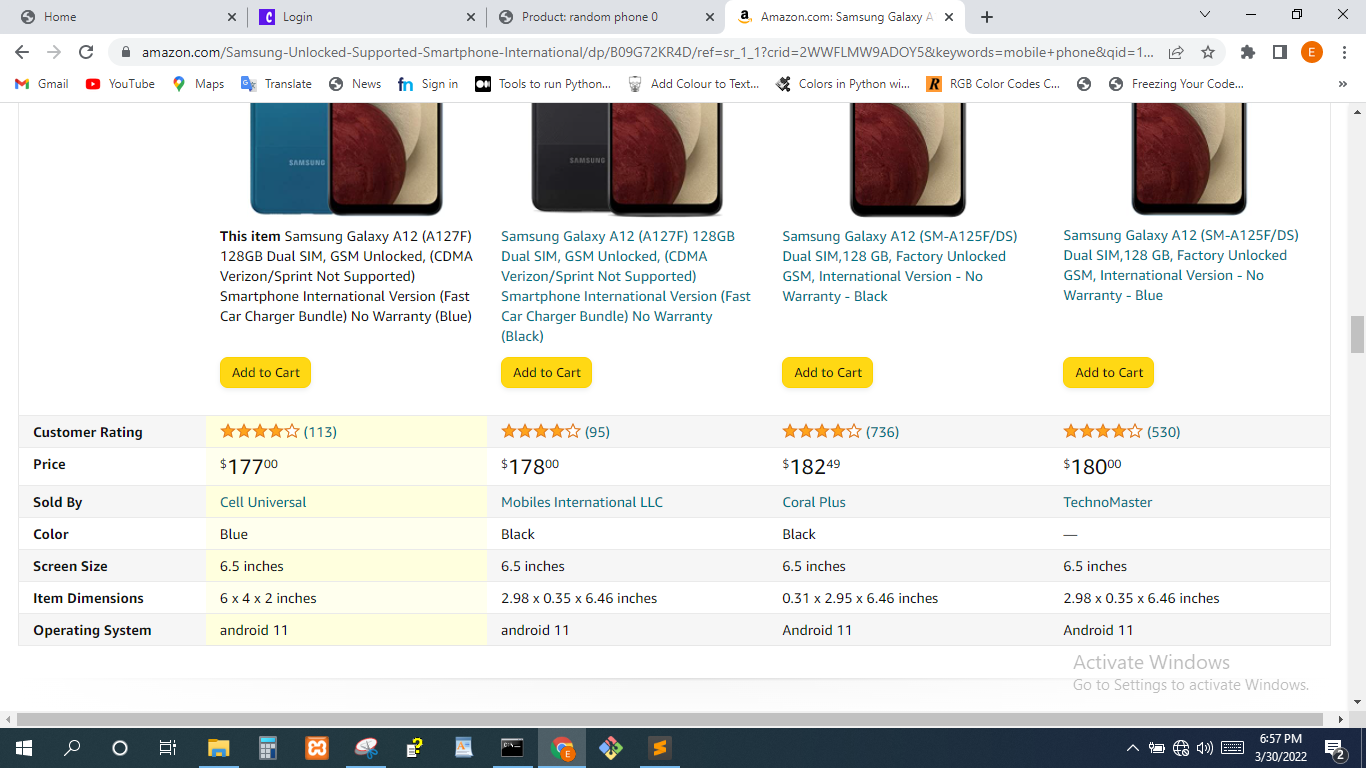 Home
Login
Product: random phone 0
Amazon.com: Samsung Galaxy A
amazon.com/Samsung-Unlocked-Supported-Smartphone-International/dp/B09G72KR4D/ref=sr_1_1?crid=2WWFLMW9ADOY5&keywords=mobile+phone&qid=1...
E
Gmail
YouTube
Maps
Translate
News
Sign in
Tools to run Python...
Add Colour to Text...
Colors in Python wi...
RGB Color Codes C...
Freezing Your Code...
SAMSUNG
SAMSUNG
This item Samsung Galaxy A12 (A127F)
128GB Dual SIM, GSM Unlocked, (CDMA
Verizon/Sprint Not Supported)
Smartphone International Version (Fast
Car Charger Bundle) No Warranty (Blue)
Samsung Galaxy A12 (A127F) 128GB
Dual SIM, GSM Unlocked, (CDMA
Verizon/Sprint Not Supported)
Smartphone International Version (Fast
Car Charger Bundle) No Warranty
(Black)
Samsung Galaxy A12 (SM-A125F/DS)
Dual SIM,128 GB, Factory Unlocked
GSM, International Version - No
Warranty - Black
Samsung Galaxy A12 (SM-A125F/DS)
Dual SIM,128 GB, Factory Unlocked
GSM, International Version - No
Warranty - Blue
Add to Cart
Add to Cart
Add to Cart
Add to Cart
Customer Rating (113) (95) (736) (530)
Price $17700 $17800 $18249 $18000
Sold By Cell Universal Mobiles International LLC Coral Plus TechnoMaster
Color Blue Black Black —
Screen Size 6.5 inches 6.5 inches 6.5 inches 6.5 inches
Item Dimensions 6 x 4 x 2 inches 2.98 x 0.35 x 6.46 inches 0.31 x 2.95 x 6.46 inches 2.98 x 0.35 x 6.46 inches
Operating System android 11 android 11 Android 11 Android 11
Activate Windows
Go to Settings to activate Windows.
6:57 PM
3/30/2022
2